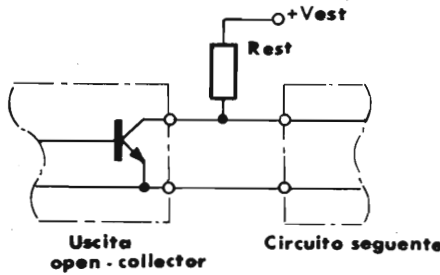 +Vest
Rest
Uscita
open-collector
Circuito seguente